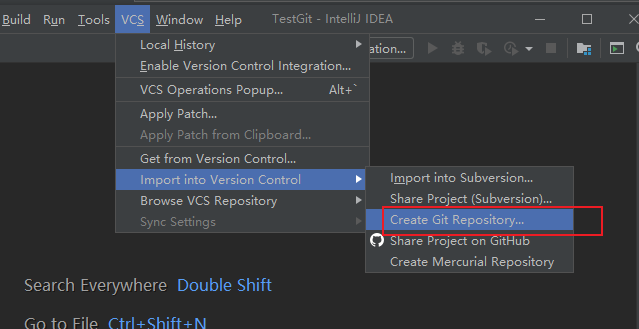 Build Run Tools VCS Window Help TestGit - IntelliJ IDEA
Local History
ation...
Enable Version Control Integration...
VCS Operations Popup... Alt+`
Apply Patch...
Apply Patch from Clipboard...
Get from Version Control...
Import into Version Control
Import into Subversion...
Browse VCS Repository
Share Project (Subversion)...
Sync Settings
Create Git Repository...
Share Project on GitHub
Create Mercurial Repository
Search Everywhere Double Shift
Go to File Ctrl+Shift+N